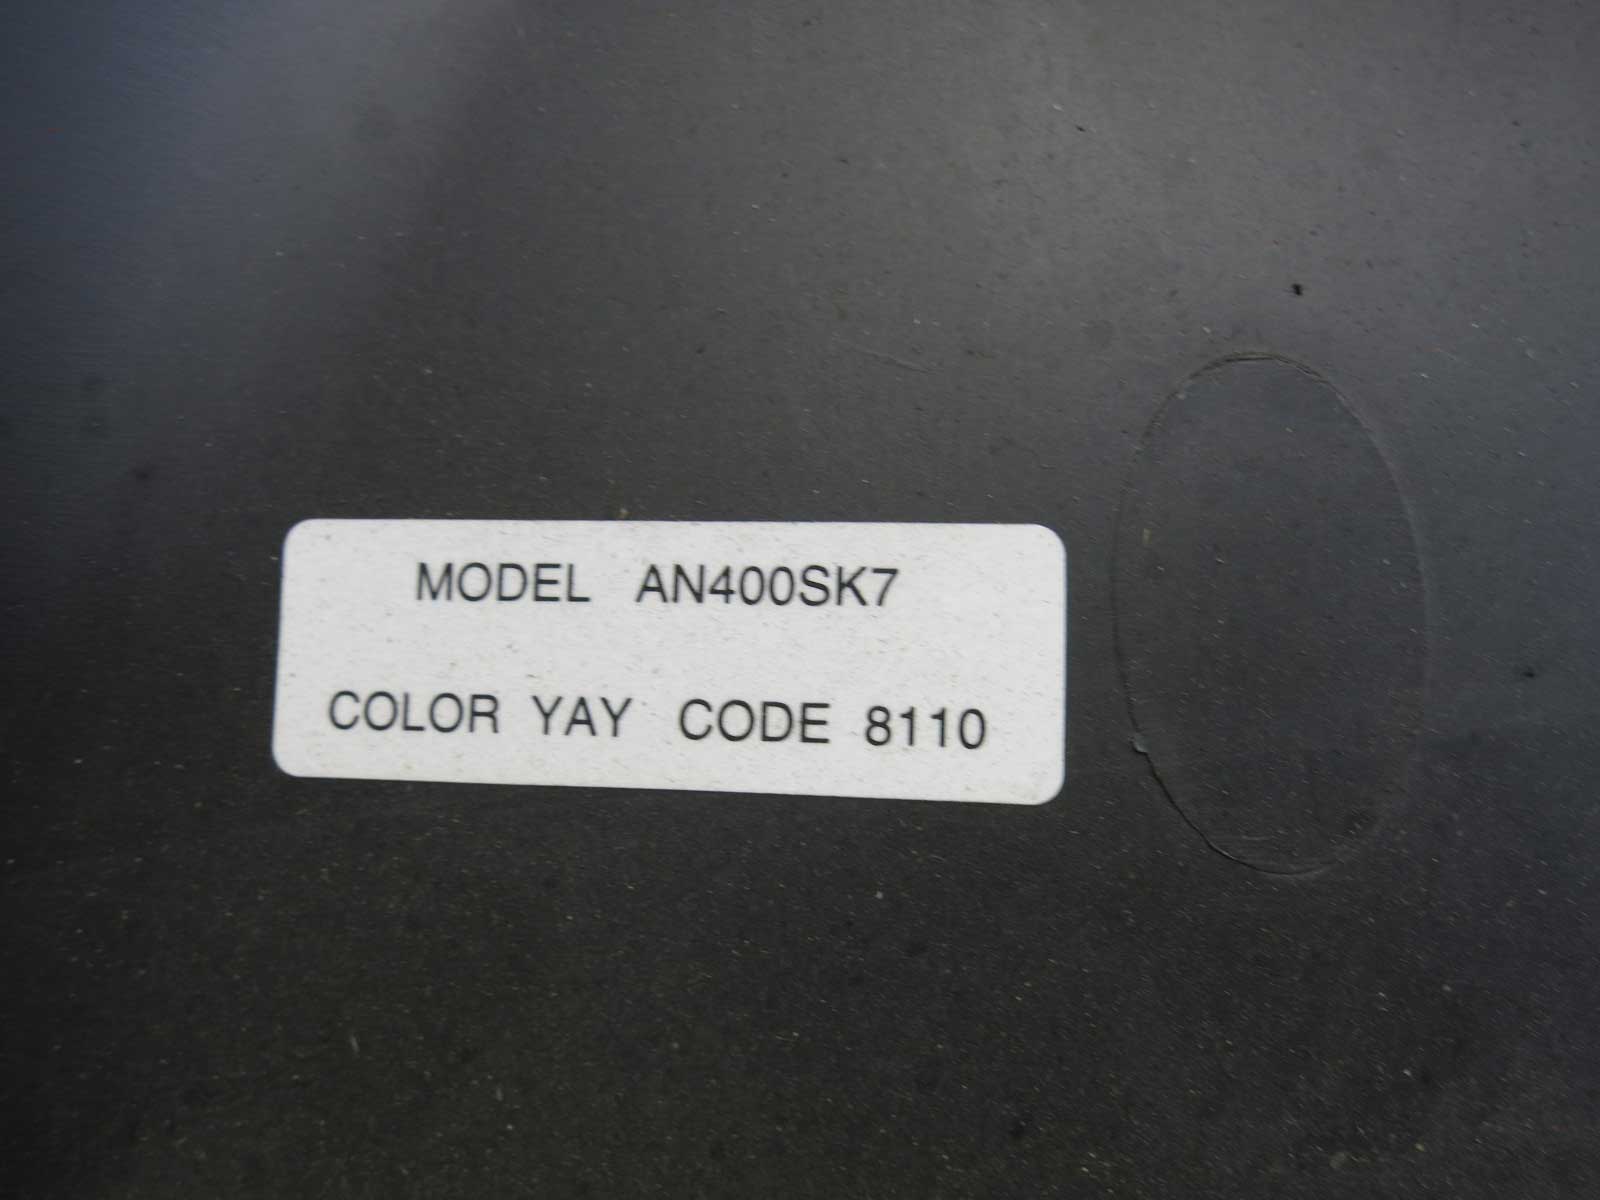 MODEL AN400SK7
COLOR YAY CODE 8110